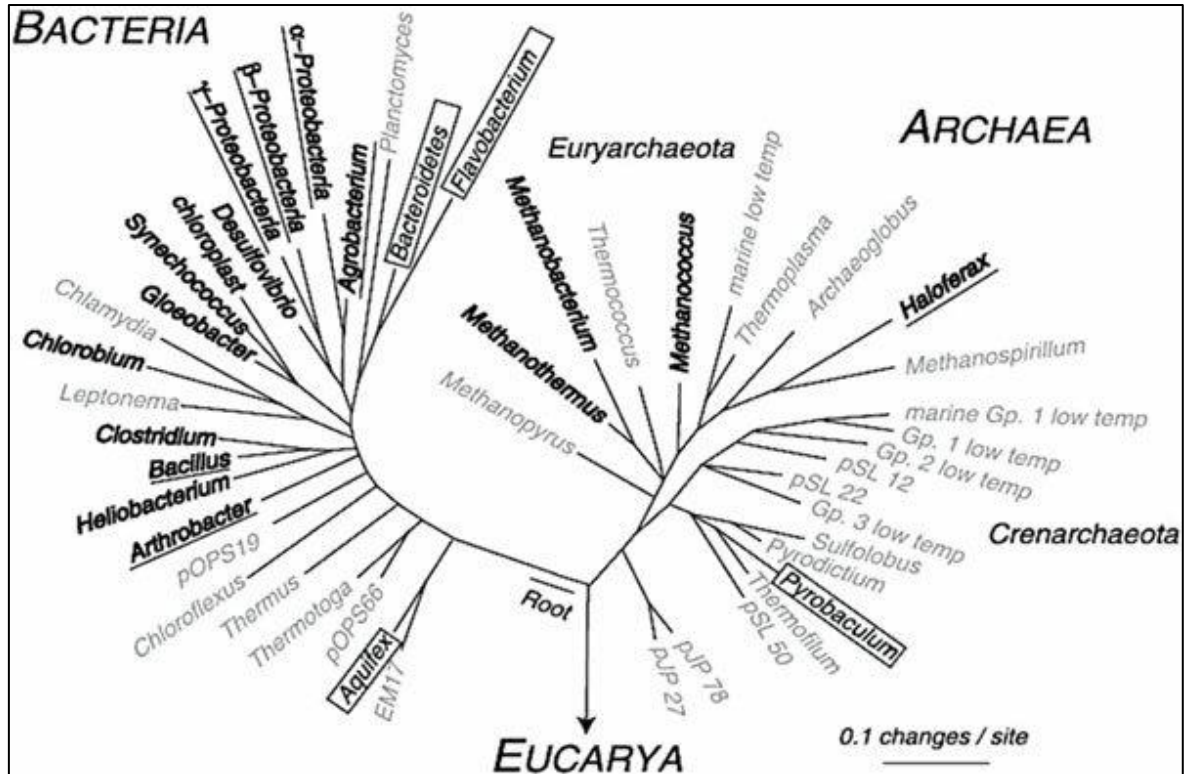 BACTERIA
γ–Proteobacteria
β–Proteobacteria
α–Proteobacteria
Planctomyces
Flavobacterium
Bacteroidetes
Agrobacterium
Desulfovibrio
chloroplast
Synechococcus
Gloeobacter
Chlamydia
Chlorobium
Leptonema
Clostridium
Bacillus
Heliobacterium
Arthrobacter
pOPS19
Chloroflexus
Thermus
Thermotoga
pOPS66
Aquifex
EM17
Root
ARCHAEA
Euryarchaeota
Methanopyrus
Methanothermus
Methanobacterium
Thermococcus
Methanococcus
marine low temp
Thermoplasma
Archaeoglobus
Haloferax
Methanospirillum
marine Gp. 1 low temp
Gp. 1 low temp
Gp. 2 low temp
pSL 12
pSL 22
Gp. 3 low temp
Crenarchaeota
Sulfolobus
Pyrodictium
Pyrobaculum
Thermofilum
pSL 50
pJP 78
pJP 27
EUCARYA
0.1 changes / site